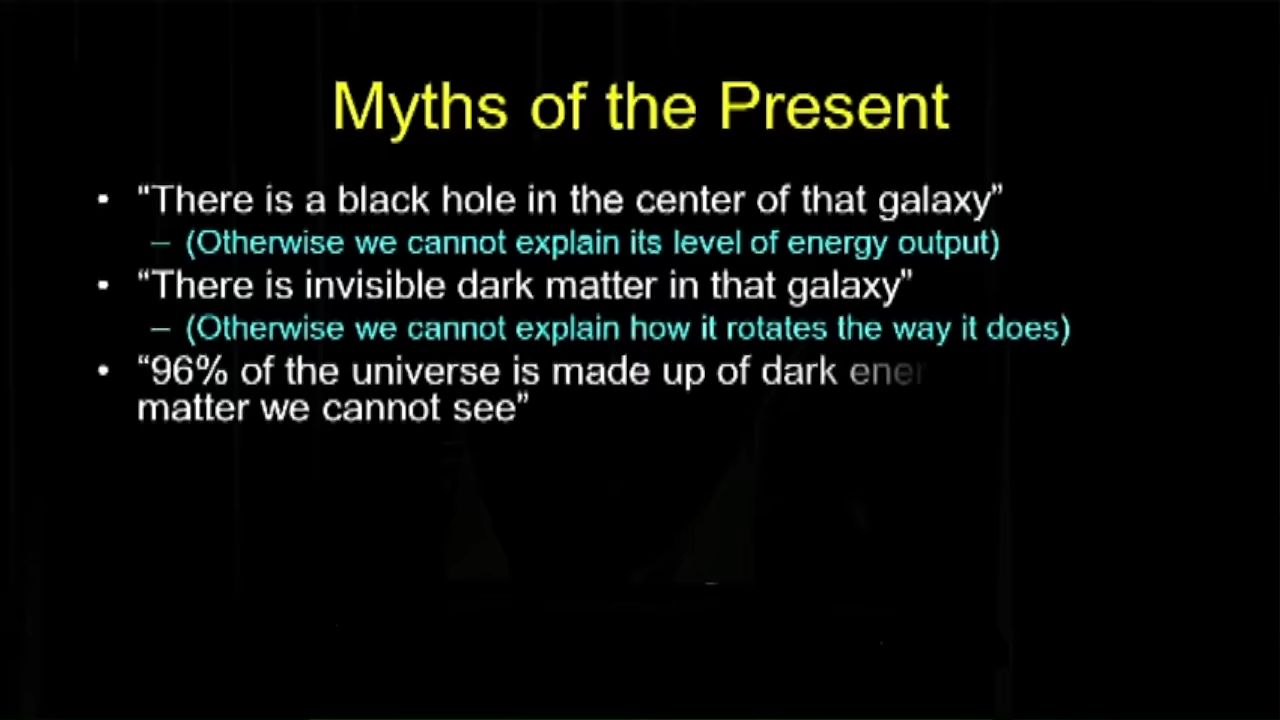 Myths of the Present
• "There is a black hole in the center of that galaxy”
– (Otherwise we cannot explain its level of energy output)
• “There is invisible dark matter in that galaxy”
– (Otherwise we cannot explain how it rotates the way it does)
• “96% of the universe is made up of dark ener
matter we cannot see”